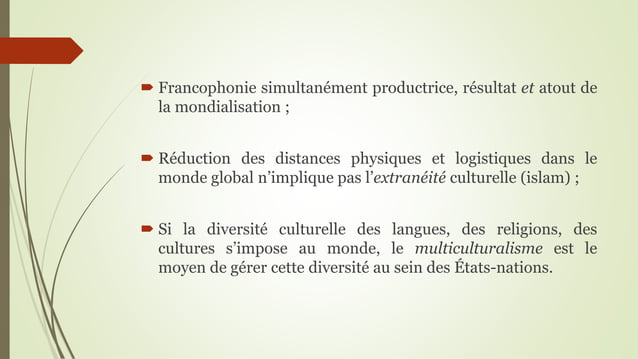 Francophonie simultanément productrice, résultat et atout de
la mondialisation ;
Réduction des distances physiques et logistiques dans le
monde global n’implique pas l’extranéité culturelle (islam) ;
Si la diversité culturelle des langues, des religions, des
cultures s’impose au monde, le multiculturalisme est le
moyen de gérer cette diversité au sein des États-nations.